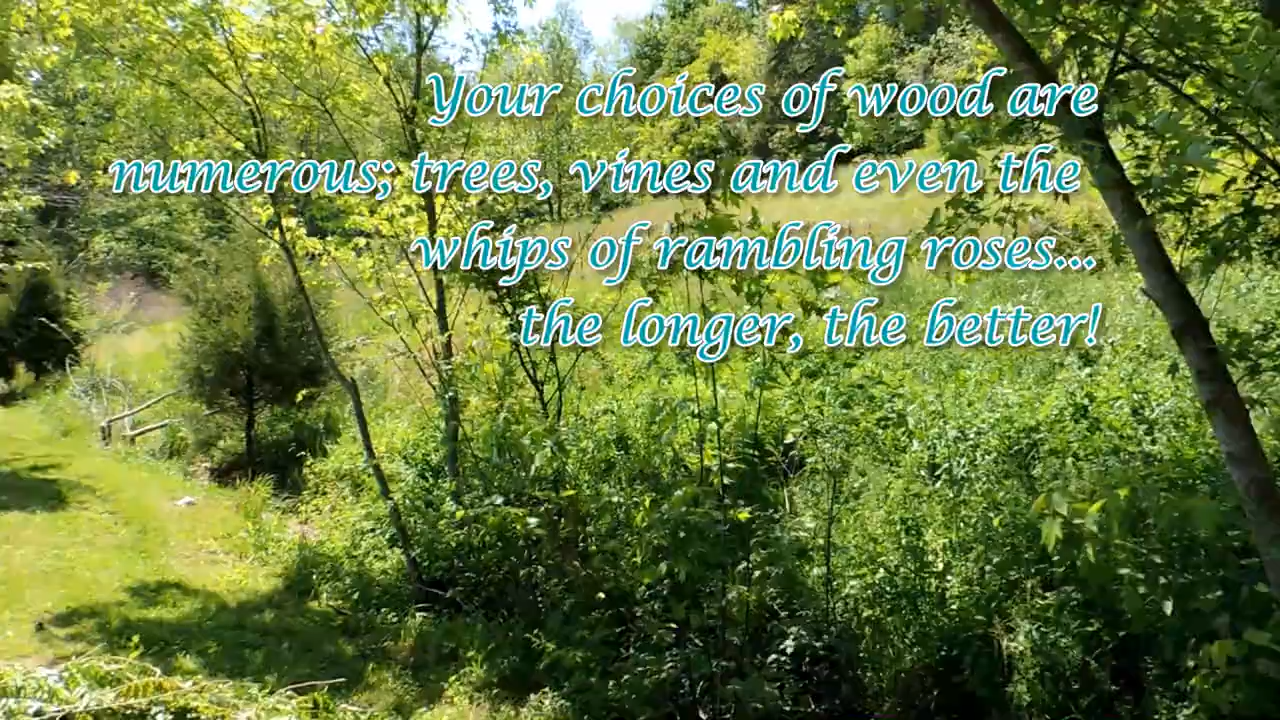 Your choices of wood are
numerous; trees, vines and even the
whips of rambling roses...
the longer, the better!